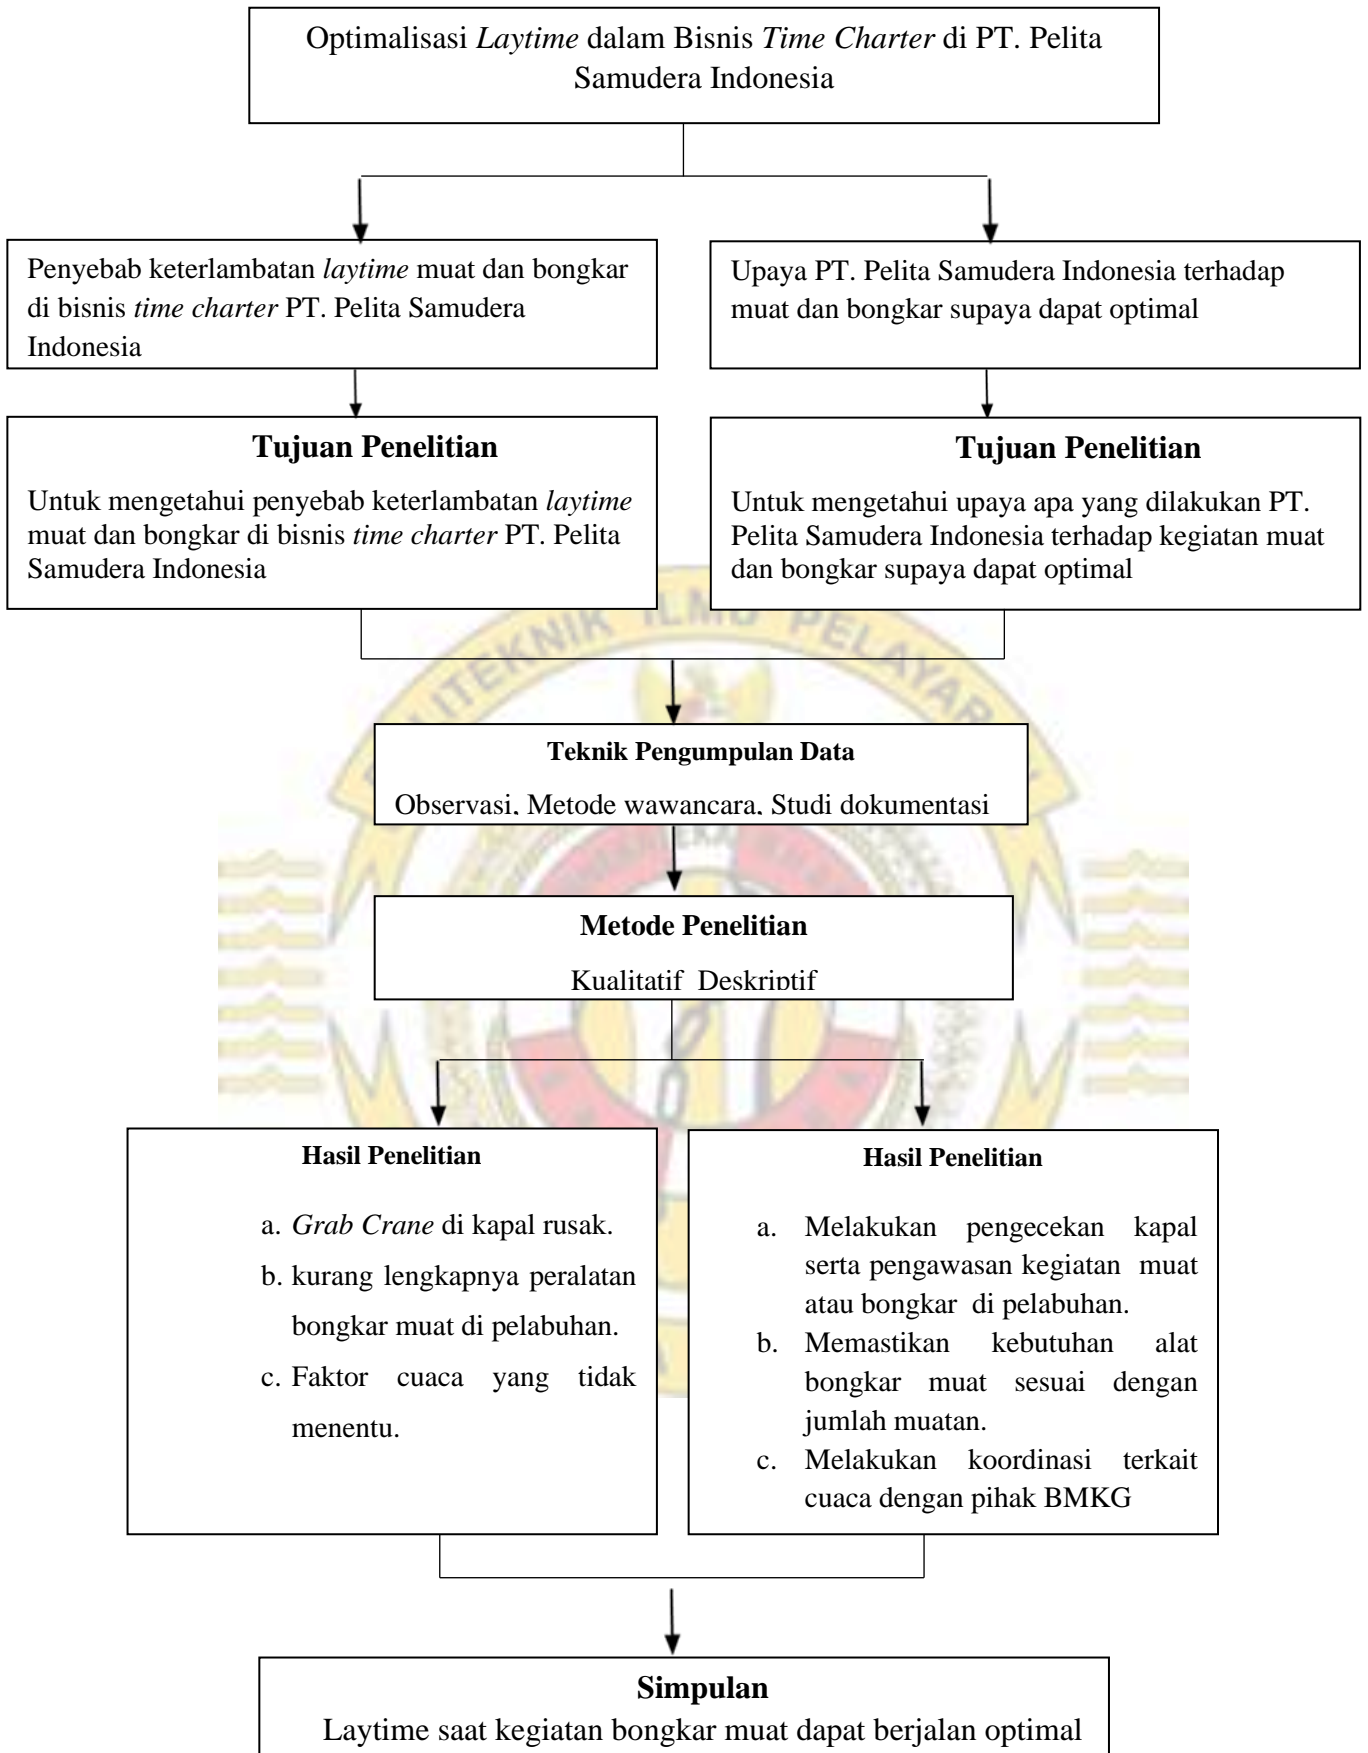 Optimalisasi Laytime dalam Bisnis Time Charter di PT. Pelita
Samudera Indonesia
Penyebab keterlambatan laytime muat dan bongkar
di bisnis time charter PT. Pelita Samudera
Indonesia
Upaya PT. Pelita Samudera Indonesia terhadap
muat dan bongkar supaya dapat optimal
Tujuan Penelitian
Untuk mengetahui penyebab keterlambatan laytime
muat dan bongkar di bisnis time charter PT. Pelita
Samudera Indonesia
Tujuan Penelitian
Untuk mengetahui upaya apa yang dilakukan PT.
Pelita Samudera Indonesia terhadap kegiatan muat
dan bongkar supaya dapat optimal
ILMU PELAYAR
Teknik Pengumpulan Data
Observasi, Metode wawancara, Studi dokumentasi
Metode Penelitian
Kualitatif Deskriptif
Hasil Penelitian
a. Grab Crane di kapal rusak.
b. kurang lengkapnya peralatan
bongkar muat di pelabuhan.
c. Faktor cuaca yang tidak
menentu.
Hasil Penelitian
a. Melakukan pengecekan kapal
serta pengawasan kegiatan muat
atau bongkar di pelabuhan.
b. Memastikan kebutuhan alat
bongkar muat sesuai dengan
jumlah muatan.
c. Melakukan koordinasi terkait
cuaca dengan pihak BMKG
Simpulan
Laytime saat kegiatan bongkar muat dapat berjalan optimal